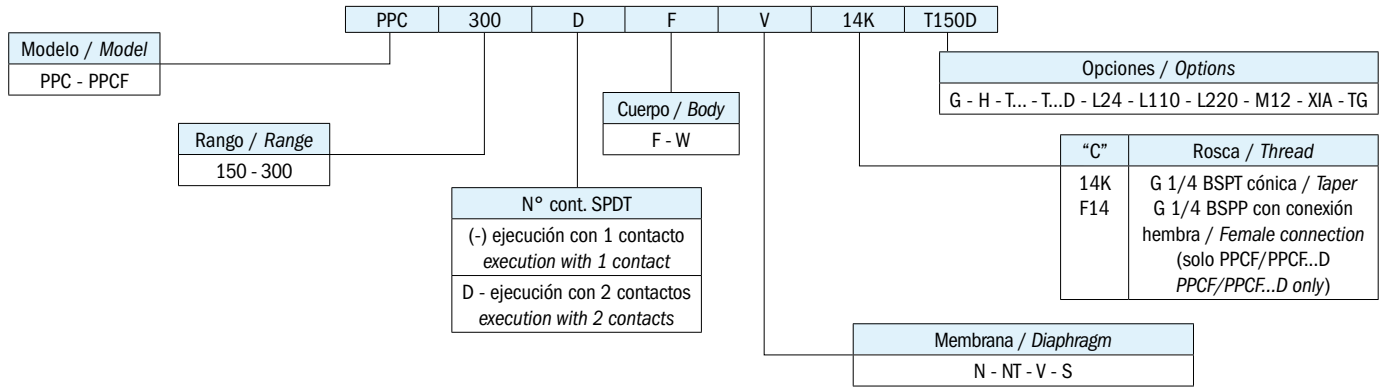 PPC 300 D F V 14K T150D
Modelo / Model
PPC - PPCF
Opciones / Options
G - H - T... - T...D - L24 - L110 - L220 - M12 - XIA - TG
Cuerpo / Body
F - W
Rango / Range
150 - 300
“C” Rosca / Thread
14K G 1/4 BSPT cónica / Taper
F14 G 1/4 BSPP con conexión
hembra / Female connection
(solo PPCF/PPCF...D
PPCF/PPCF...D only)
N° cont. SPDT
(-) ejecución con 1 contacto
execution with 1 contact
D - ejecución con 2 contactos
execution with 2 contacts
Membrana / Diaphragm
N - NT - V - S